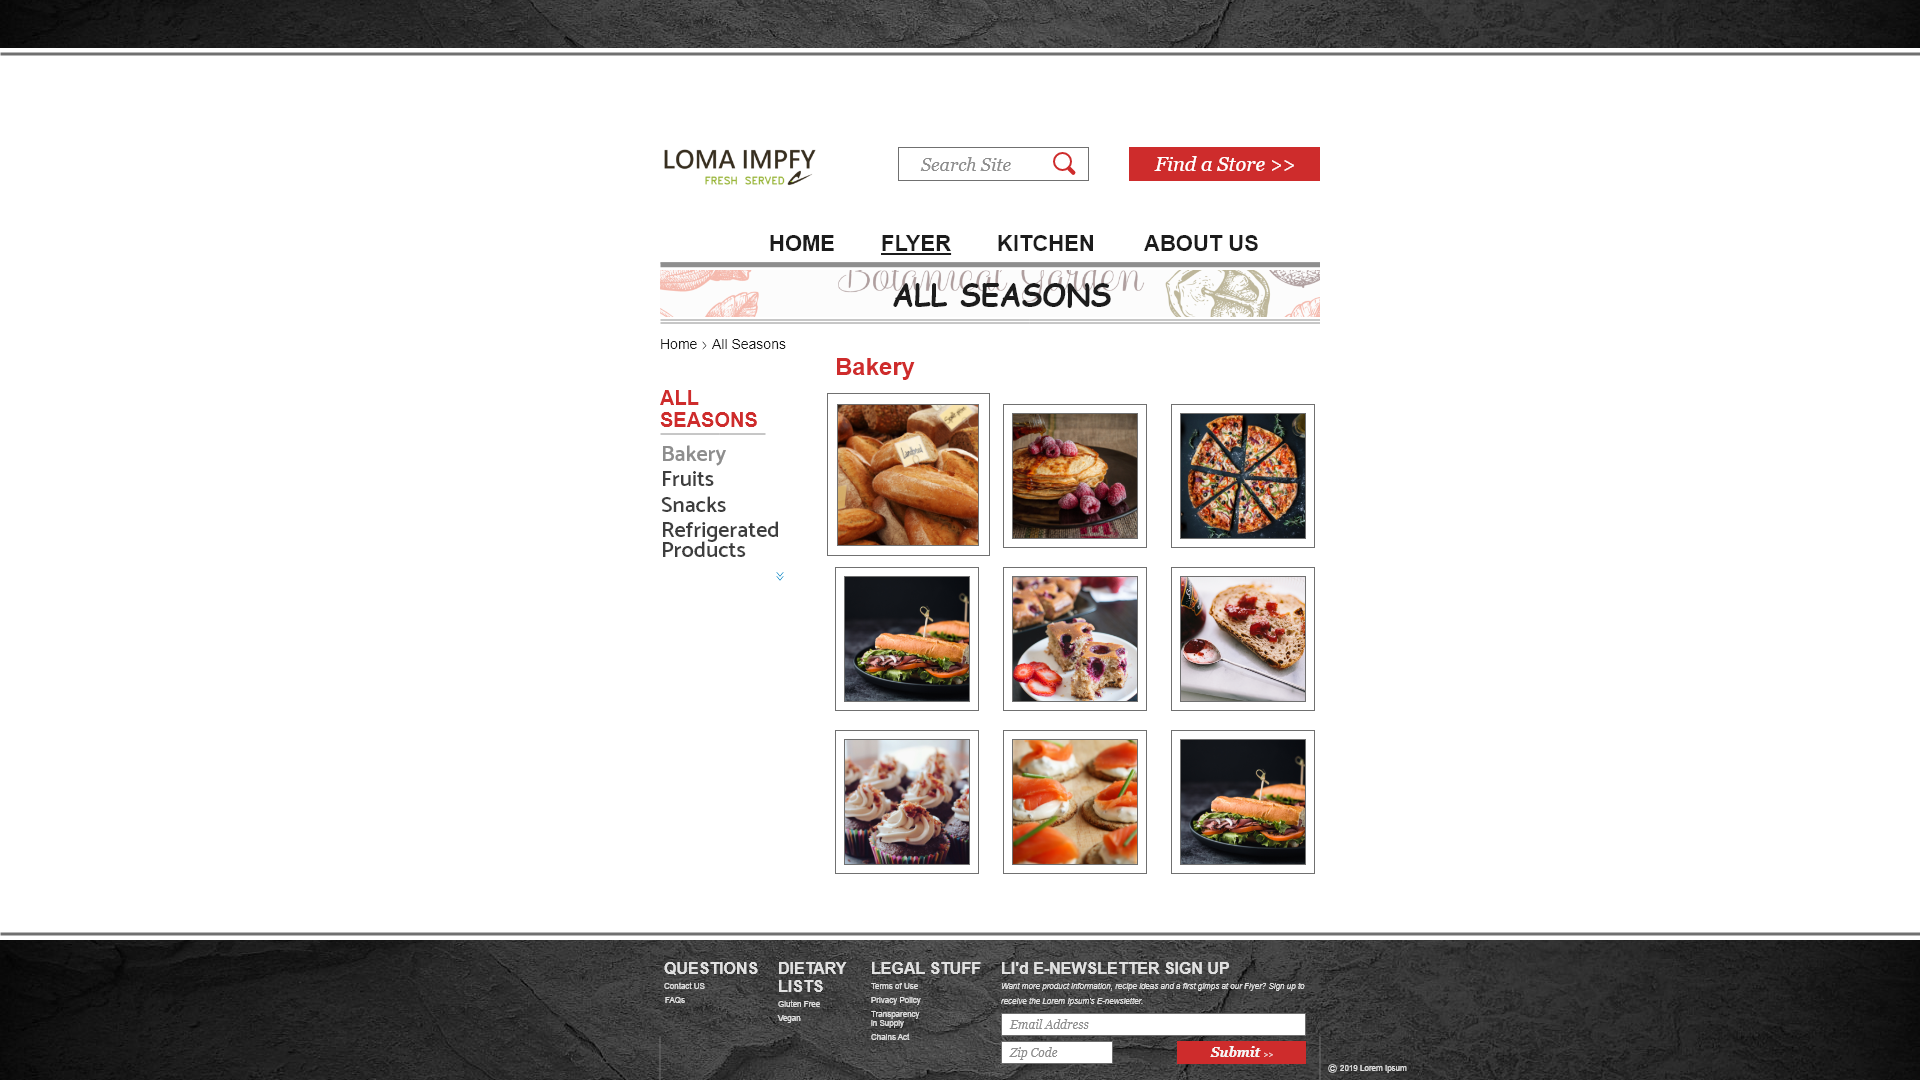 LOMA IMPFY
FRESH SERVED
Search Site
Find a Store >>
HOME
FLYER
KITCHEN
ABOUT US
Botanical Garden
ALL SEASONS
Home › All Seasons
Bakery
ALL
SEASONS
Bakery
Fruits
Snacks
Refrigerated
Products
QUESTIONS
Contact US
FAQs
DIETARY
LISTS
Gluten Free
Vegan
LEGAL STUFF
Terms of Use
Privacy Policy
Transparency
in Supply
Chains Act
LI'd E-NEWSLETTER SIGN UP
Want more product information, recipe ideas and a first gimps at our Flyer? Sign up to
receive the Lorem Ipsum's E-newsletter.
Email Address
Zip Code
Submit >>
© 2019 Lorem Ipsum